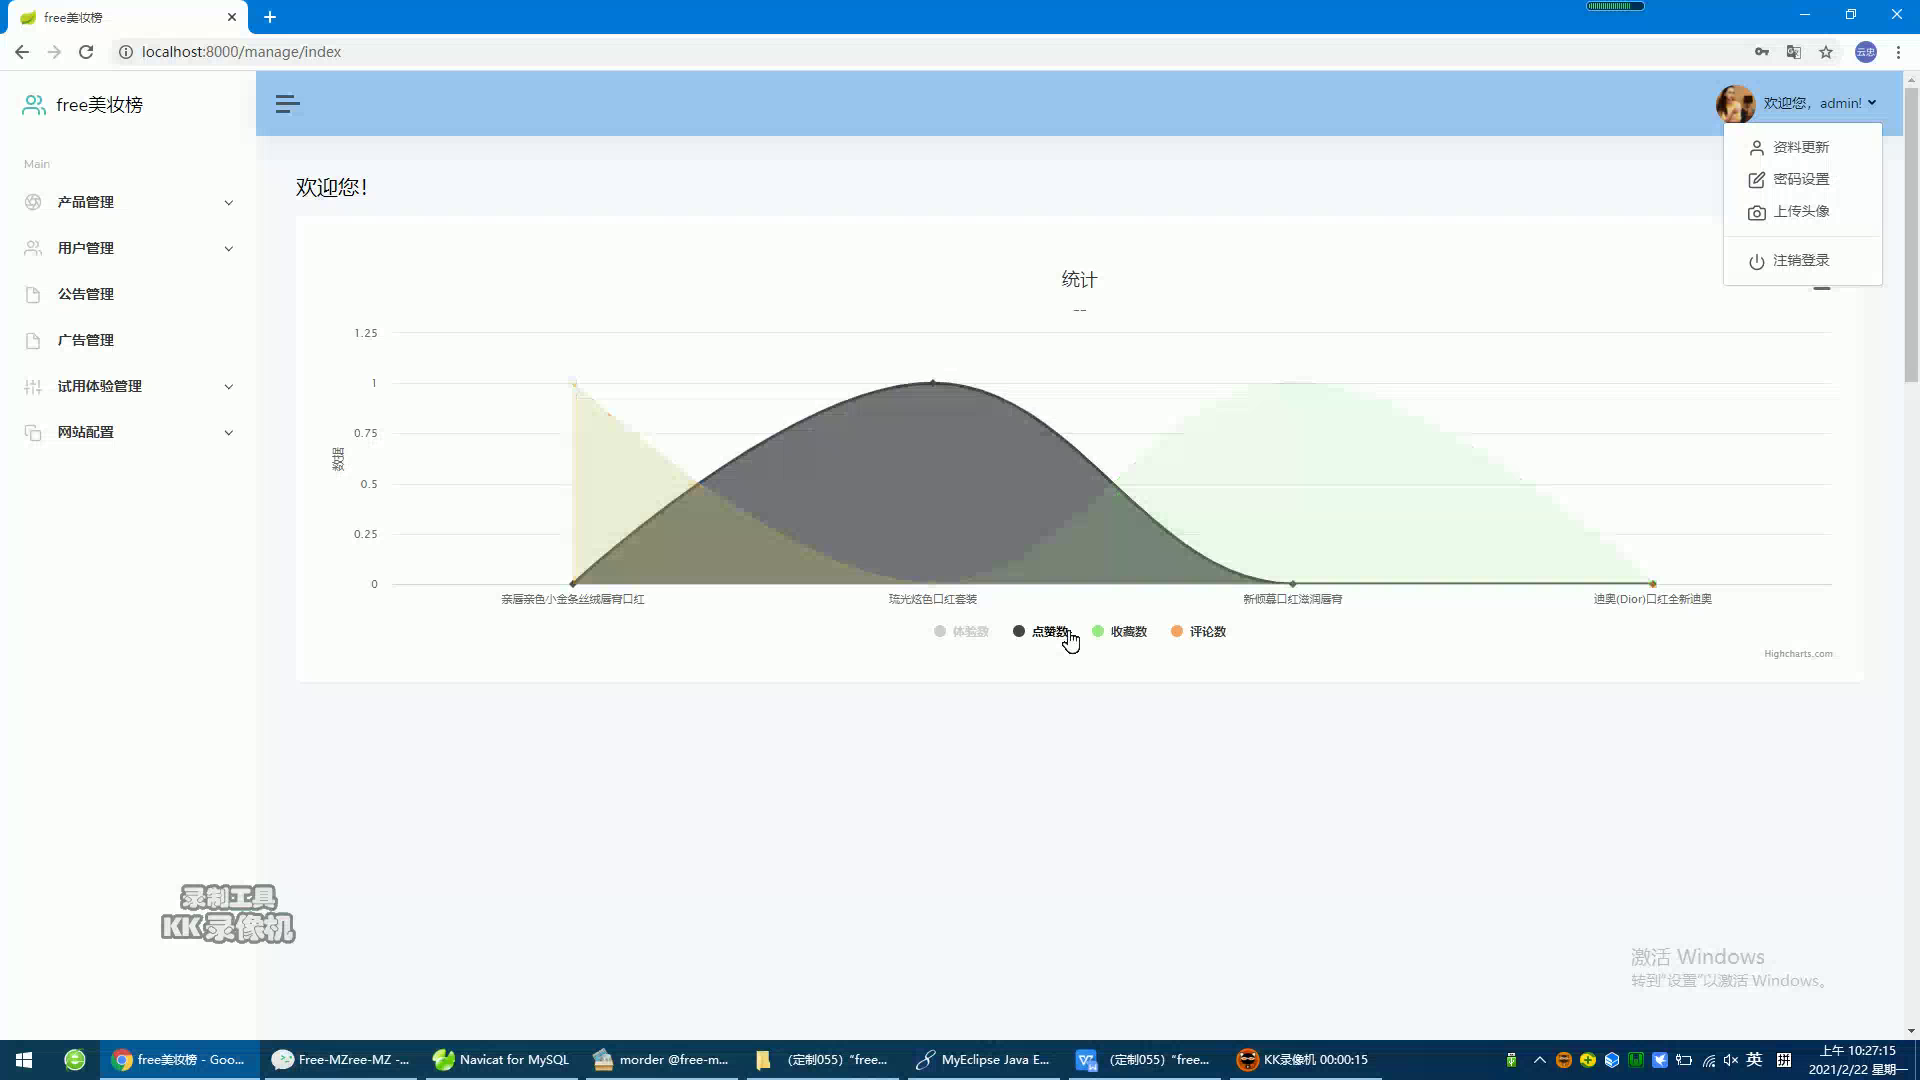 free美妆榜
localhost:8000/manage/index
云忠
free美妆榜
欢迎您，admin!
资料更新
密码设置
上传头像
注销登录
Main
产品管理
用户管理
公告管理
广告管理
试用体验管理
网站配置
欢迎您!
统计
--
1.25
1
0.75
0.5
0.25
0
数据
亲唇亲色小金条丝绒唇膏口红
琉光炫色口红套装
新倾慕口红滋润唇膏
迪奥(Dior)口红全新迪奥
体验数
点赞数
收藏数
评论数
Highcharts.com
录制工具
KK录像机
激活 Windows
转到"设置"以激活 Windows。
free美妆榜 - Goo...
Free-MZree-MZ -...
Navicat for MySQL
morder @free-m...
(定制055)“free...
MyEclipse Java E...
(定制055)“free...
KK录像机 00:00:15
英
拼
上午 10:27:15
2021/2/22 星期一